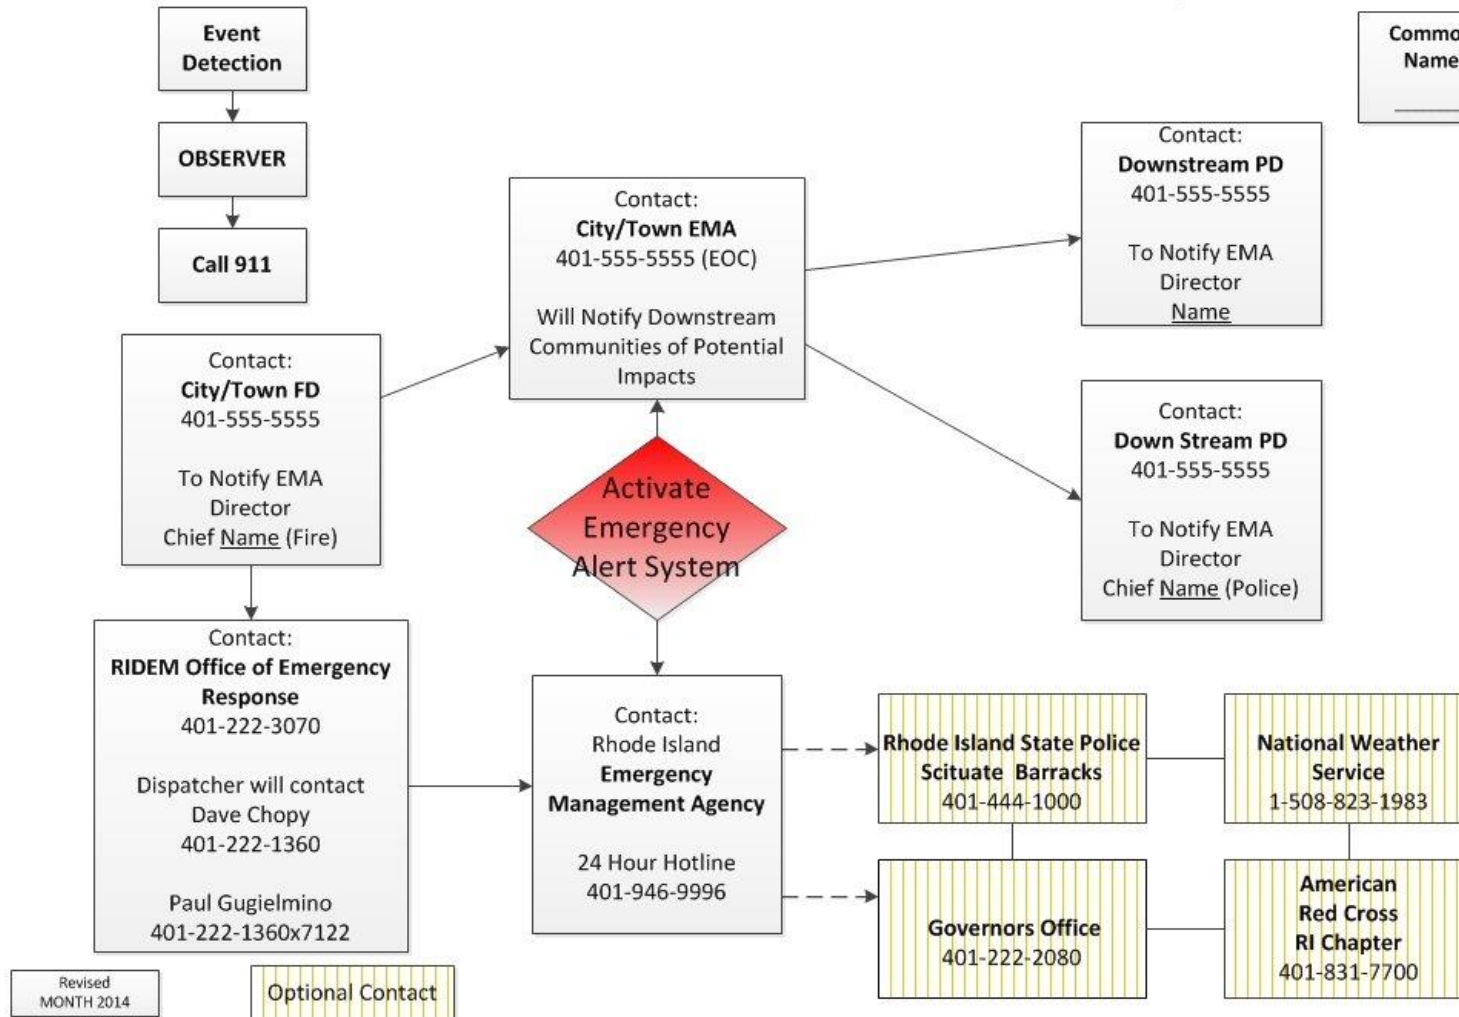 Event
Detection
OBSERVER
Call 911
Contact:
City/Town FD
401-555-5555
To Notify EMA
Director
Chief Name (Fire)
Contact:
RIDEM Office of Emergency
Response
401-222-3070
Dispatcher will contact
Dave Chopy
401-222-1360
Paul Gugielmino
401-222-1360x7122
Contact:
City/Town EMA
401-555-5555 (EOC)
Will Notify Downstream
Communities of Potential
Impacts
Activate
Emergency
Alert System
Contact:
Rhode Island
Emergency
Management Agency
24 Hour Hotline
401-946-9996
Commo
Name
Contact:
Downstream PD
401-555-5555
To Notify EMA
Director
Name
Contact:
Down Stream PD
401-555-5555
To Notify EMA
Director
Chief Name (Police)
Rhode Island State Police
Scituate Barracks
401-444-1000
National Weather
Service
1-508-823-1983
Governors Office
401-222-2080
American
Red Cross
RI Chapter
401-831-7700
Revised
MONTH 2014
Optional Contact